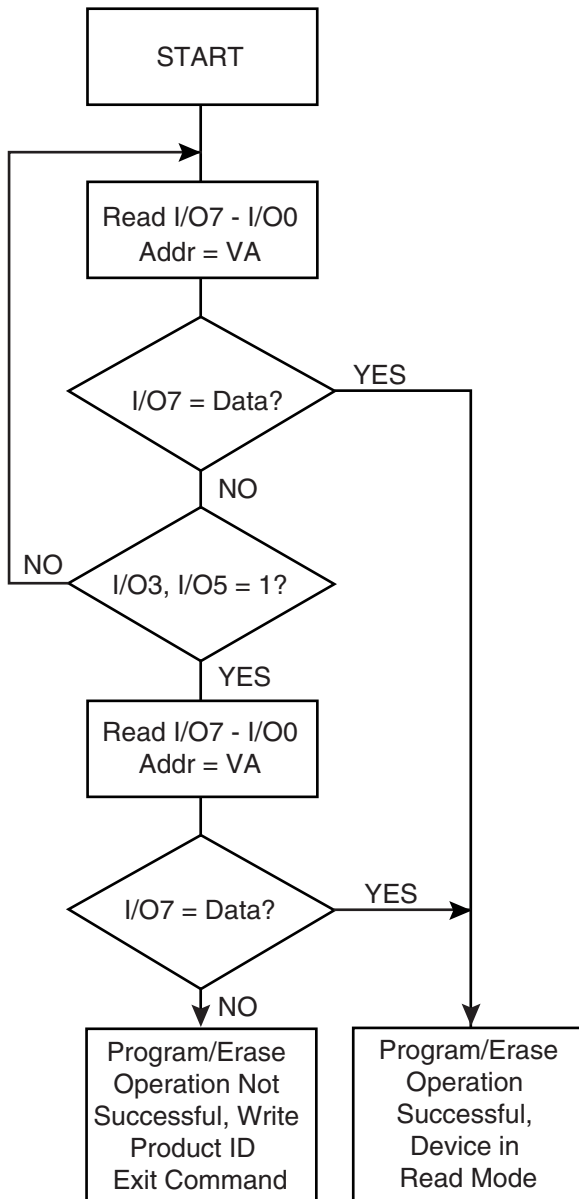 START
Read I/O7 - I/O0
Addr = VA
I/O7 = Data?
YES
NO
NO
I/O3, I/O5 = 1?
YES
Read I/O7 - I/O0
Addr = VA
I/O7 = Data?
YES
NO
Program/Erase
Operation Not
Successful, Write
Product ID
Exit Command
Program/Erase
Operation
Successful,
Device in
Read Mode